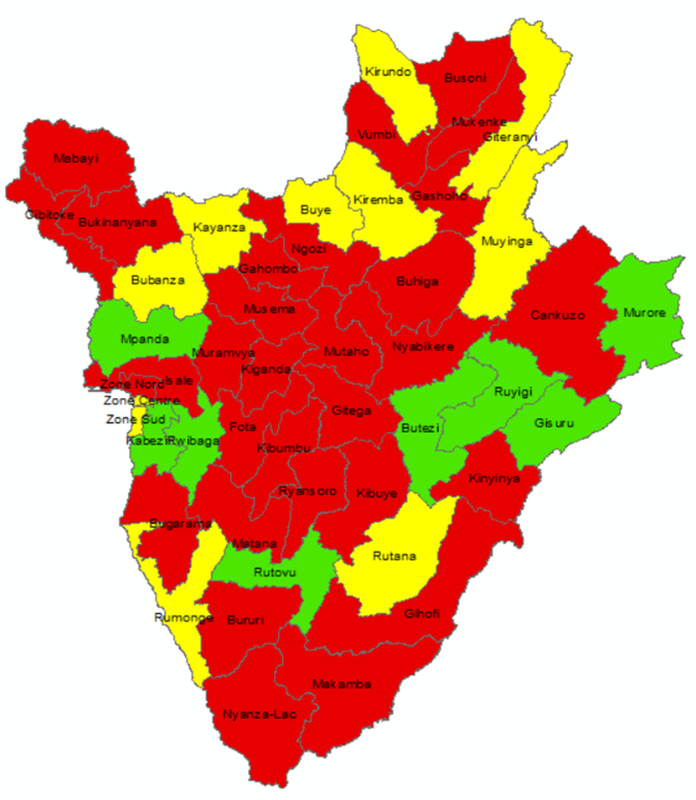 Kirundo
Busoni
Mukenke
Vumbi
Giteranyi
Mabayi
Gashoho
Kiremba
Buye
Cibitoke
Bukinanyana
Kayanza
Muyinga
Ngozi
Gahombo
Bubanza
Buhiga
Musema
Cankuzo
Murore
Mpanda
Muramvya
Mutaho
Nyabikere
Kiganda
Zone Nord
Isale
Ruyigi
Zone Centre
Gitega
Zone Sud
Gisuru
Fota
Butezi
Kabezi
Rwibaga
Kibumbu
Kinyinya
Ryansoro
Kibuye
Bugarama
Matana
Rutana
Rutovu
Gihofi
Rumonge
Bururi
Makamba
Nyanza-Lac